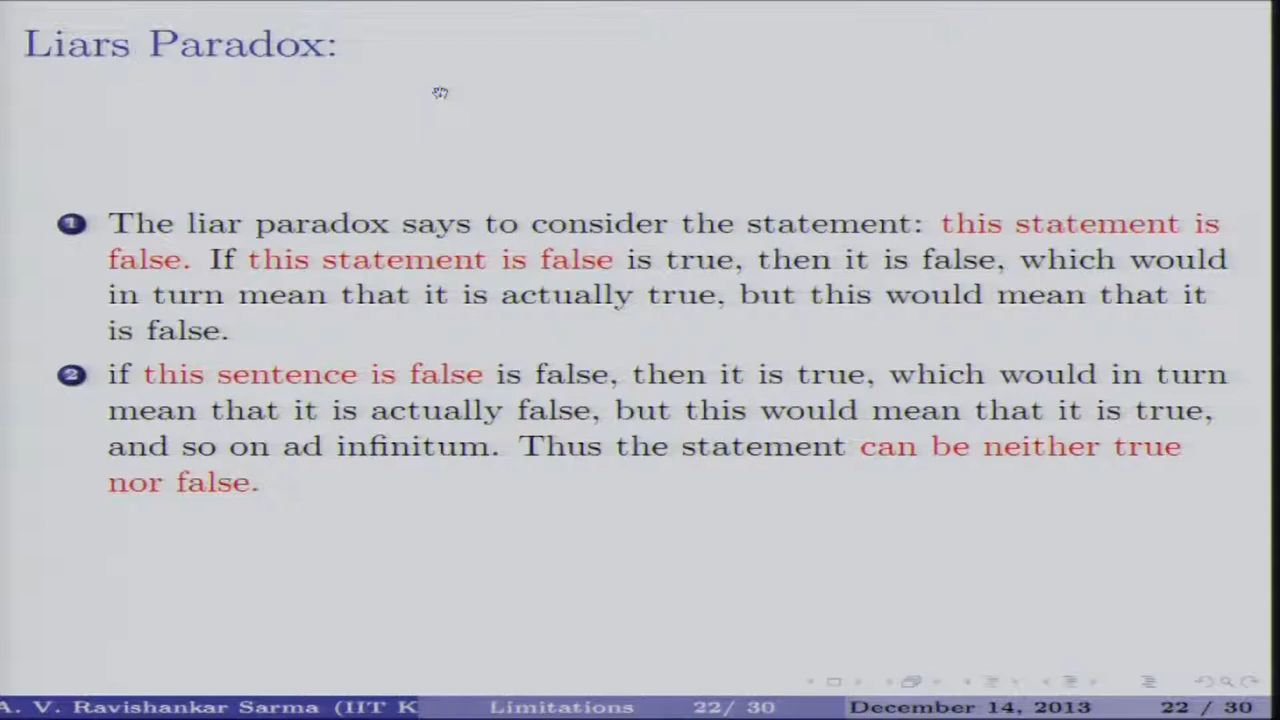 Liars Paradox:
1 The liar paradox says to consider the statement: this statement is
false. If this statement is false is true, then it is false, which would
in turn mean that it is actually true, but this would mean that it
is false.
2 if this sentence is false is false, then it is true, which would in turn
mean that it is actually false, but this would mean that it is true,
and so on ad infinitum. Thus the statement can be neither true
nor false.
A. V. Ravishankar Sarma (IIT K Limitations 22/ 30 December 14, 2013 22 / 30